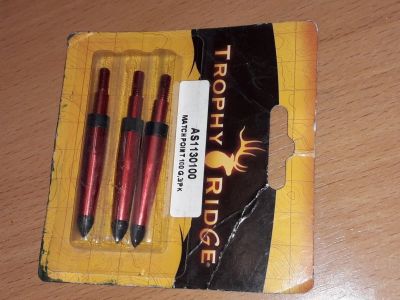 TROPHY RIDGE®
AS1130100
MATCH POINT 100 G.3PK